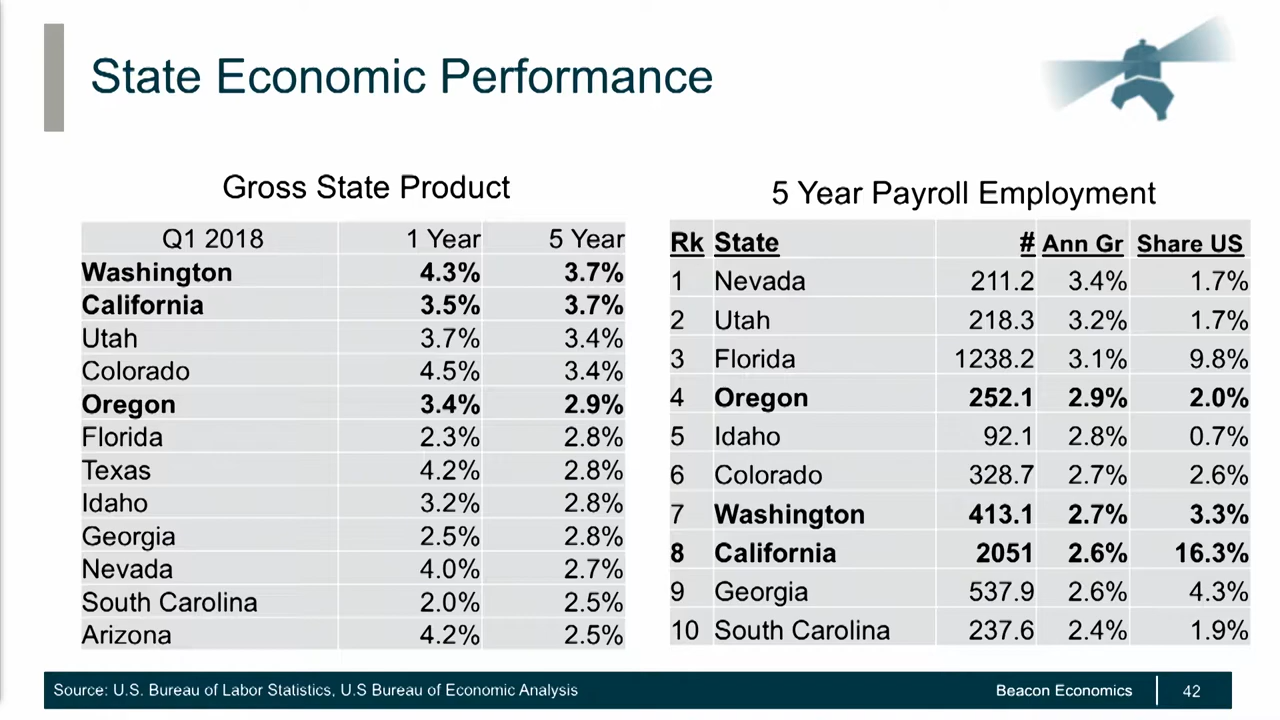 State Economic Performance
Gross State Product
Q1 2018 1 Year 5 Year
Washington 4.3% 3.7%
California 3.5% 3.7%
Utah 3.7% 3.4%
Colorado 4.5% 3.4%
Oregon 3.4% 2.9%
Florida 2.3% 2.8%
Texas 4.2% 2.8%
Idaho 3.2% 2.8%
Georgia 2.5% 2.8%
Nevada 4.0% 2.7%
South Carolina 2.0% 2.5%
Arizona 4.2% 2.5%
5 Year Payroll Employment
Rk State # Ann Gr Share US
1 Nevada 211.2 3.4% 1.7%
2 Utah 218.3 3.2% 1.7%
3 Florida 1238.2 3.1% 9.8%
4 Oregon 252.1 2.9% 2.0%
5 Idaho 92.1 2.8% 0.7%
6 Colorado 328.7 2.7% 2.6%
7 Washington 413.1 2.7% 3.3%
8 California 2051 2.6% 16.3%
9 Georgia 537.9 2.6% 4.3%
10 South Carolina 237.6 2.4% 1.9%
Source: U.S. Bureau of Labor Statistics, U.S Bureau of Economic Analysis
Beacon Economics 42